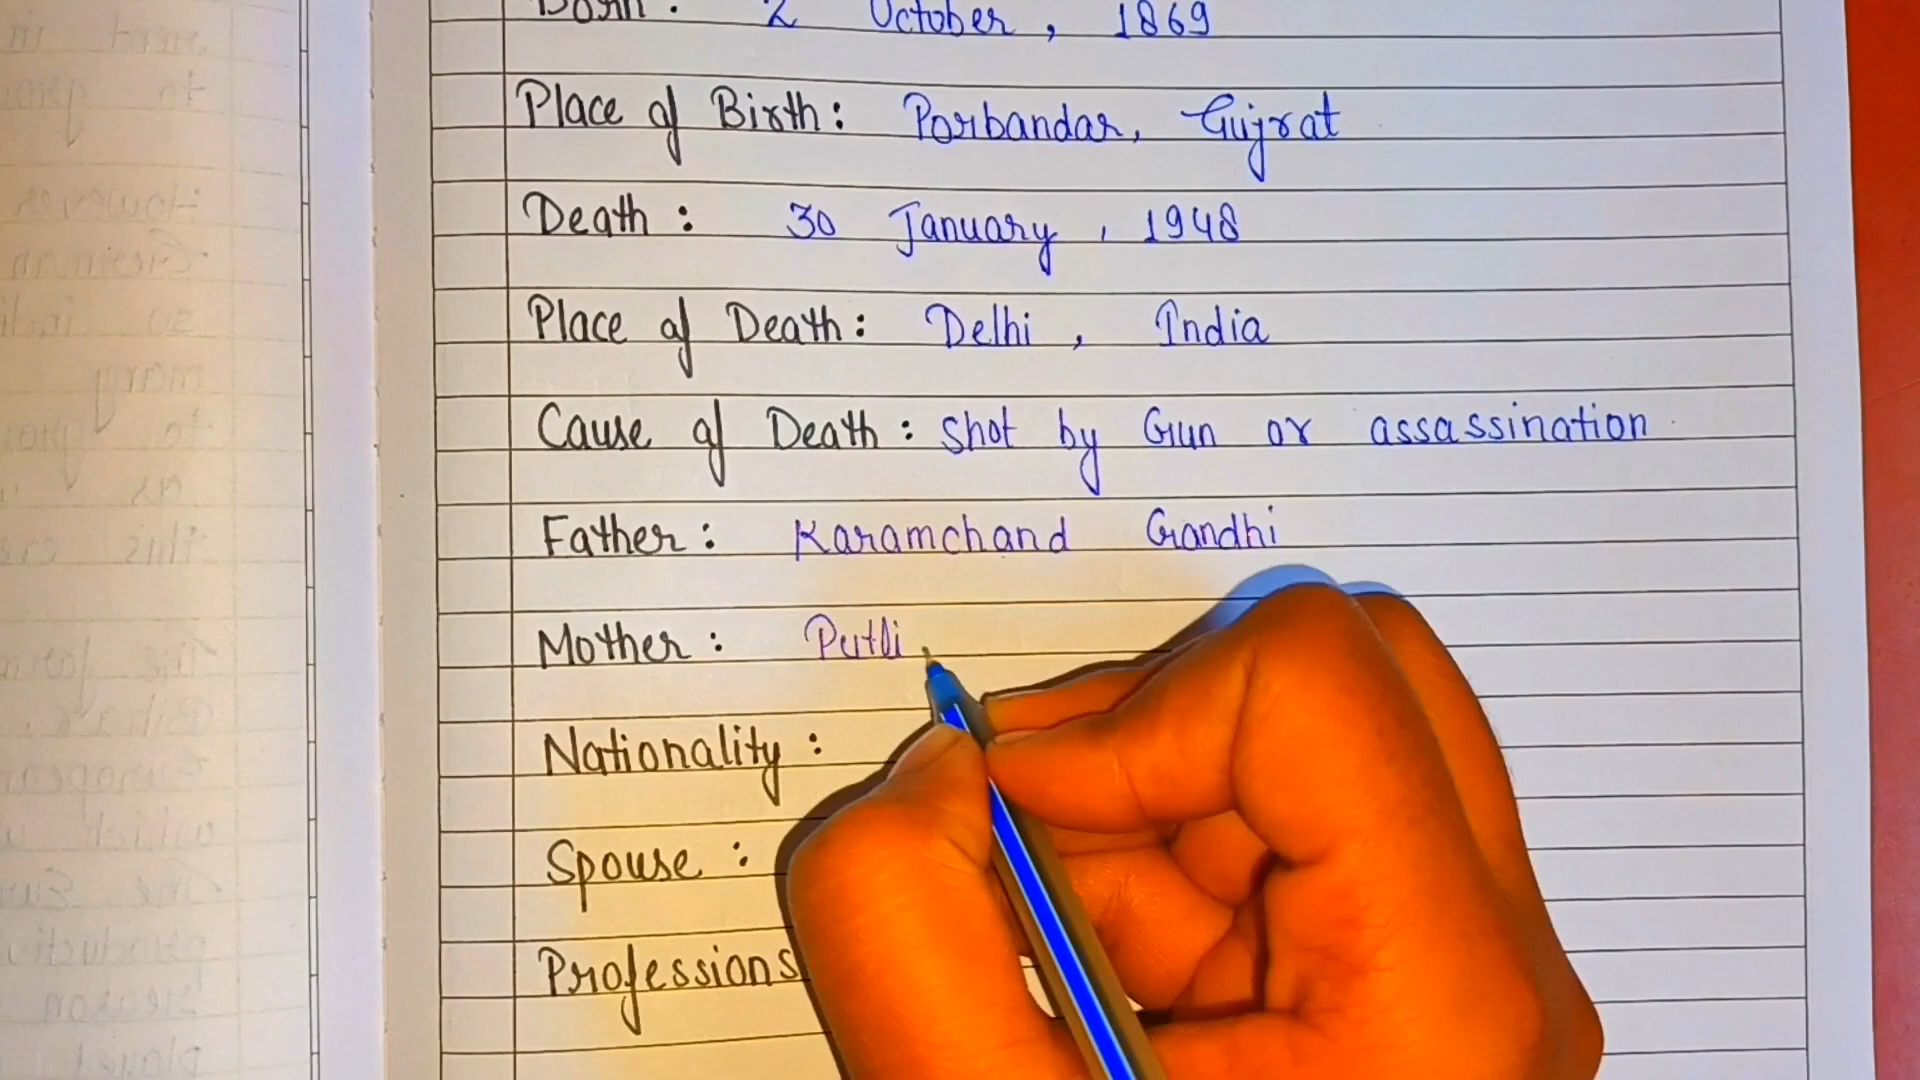 Born : 2 October, 1869
Place of Birth : Porbandar, Gujrat
Death : 30 January, 1948
Place of Death : Delhi, India
Cause of Death : Shot by Gun or assassination
Father : Karamchand Gandhi
Mother : Putli
Nationality :
Spouse :
Professions